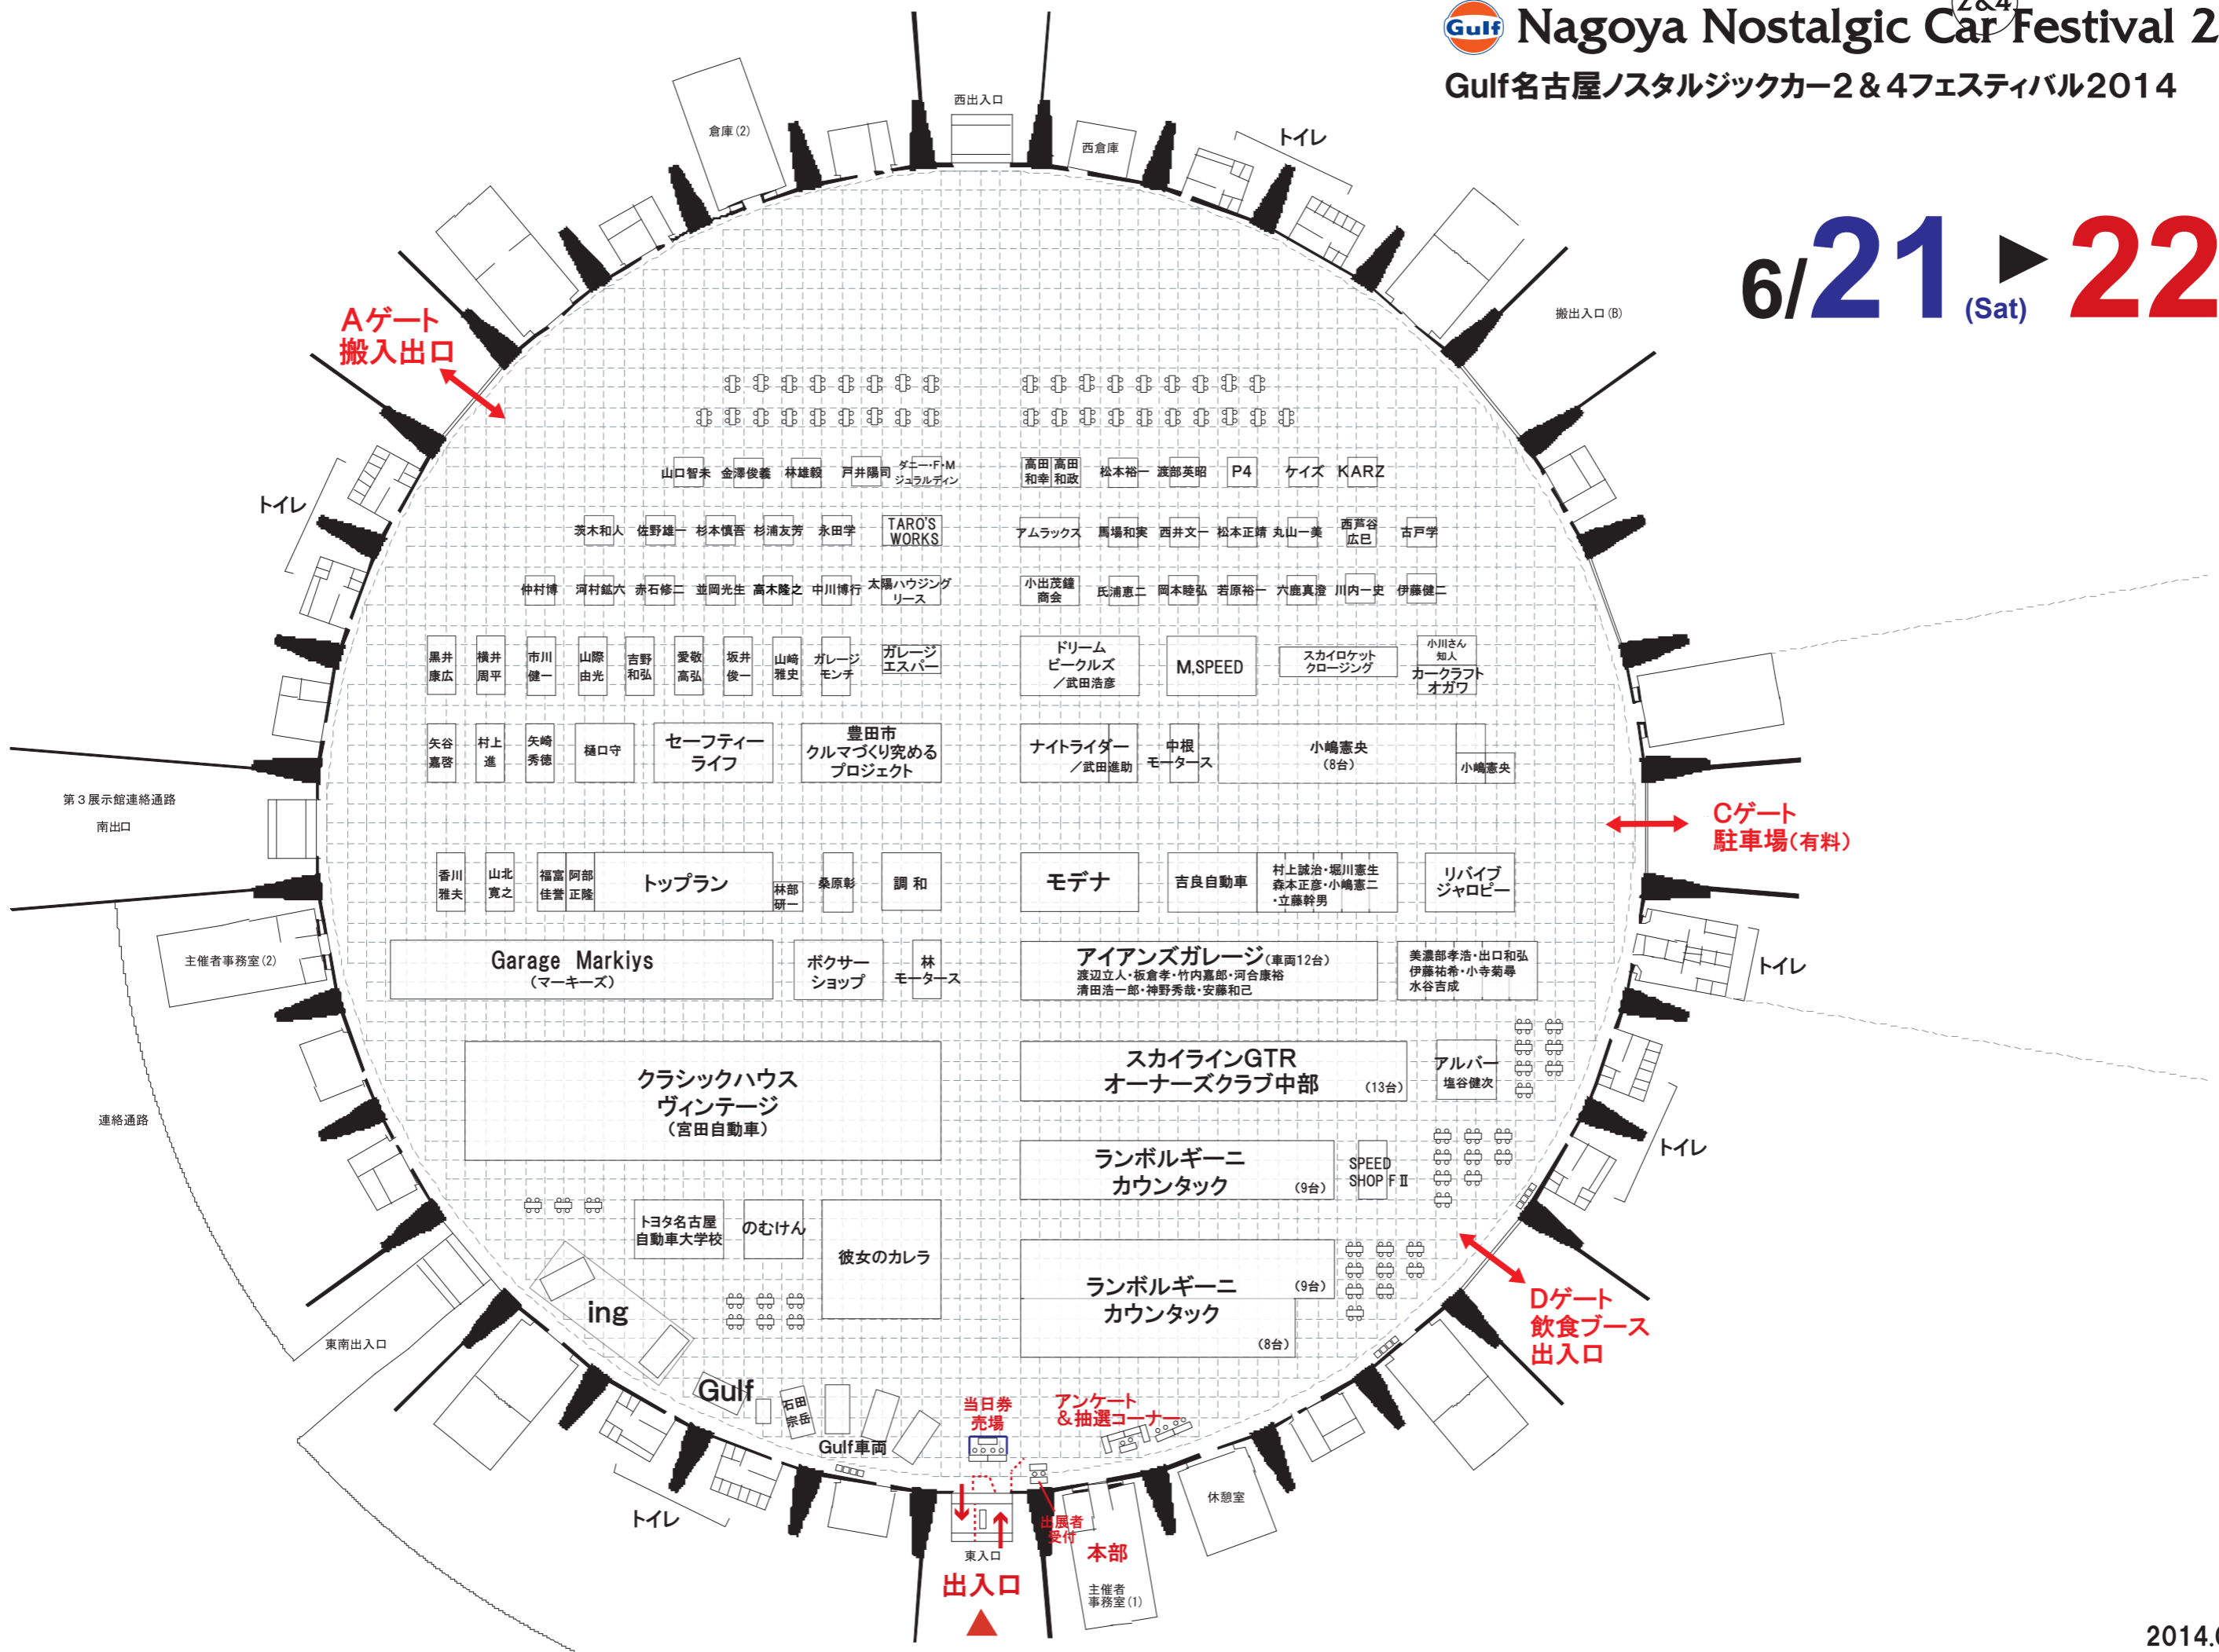 2&4
Gulf Nagoya Nostalgic Car Festival 2
Gulf名古屋ノスタルジックカー2&4フェスティバル2014
6/21(Sat)▶22
西出入口
倉庫(2)
西倉庫
トイレ
搬出入口(B)
Aゲート
搬入出口
トイレ
山口智未 金澤俊義 林雄毅 戸井陽司
ダニー・F・M
ジュラルディン
高田 高田
和幸 和政
松本裕一 渡部英昭 P4 ケイズ KARZ
茨木和人 佐野雄一 杉本慎吾 杉浦友芳 永田学
TARO'S
WORKS
アムラックス 馬場和実 西井文一 松本正靖 丸山一美
西芦谷
広巳
古戸学
仲村博 河村鉱六 赤石修二 並岡光生 高木隆之 中川博行
太陽ハウジング
リース
小出茂鐘
商会
氏浦恵二 岡本睦弘 若原裕一 六鹿真澄 川内一史 伊藤健二
黒井
康広
横井
周平
市川
健一
山際
由光
吉野
和弘
愛敬
高弘
坂井
俊一
山﨑
雅史
ガレージ
モンチ
ガレージ
エスパー
ドリーム
ビークルズ
/武田浩彦
M,SPEED
スカイロケット
クロージング
小川さん
知人
カークラフト
オガワ
矢谷
嘉啓
村上
進
矢崎
秀徳
樋口守
セーフティー
ライフ
豊田市
クルマづくり究める
プロジェクト
ナイトライダー
/武田進助
中根
モータース
小嶋憲央
(8台)
小嶋憲央
第3展示館連絡通路
南出口
Cゲート
駐車場(有料)
香川
雅夫
山北
寛之
福富
佳誉
阿部
正隆
トップラン
林部
研一
桑原彰
調和
モデナ
吉良自動車
村上誠治・堀川憲生
森本正彦・小嶋憲二
・立藤幹男
リバイブ
ジャロピー
主催者事務室(2)
Garage Markiys
(マーキーズ)
ボクサー
ショップ
林
モータース
アイアンズガレージ(車両12台)
渡辺立人・板倉孝・竹内嘉郎・河合康裕
清田浩一郎・神野秀哉・安藤和己
美濃部孝浩・出口和弘
伊藤祐希・小寺菊尋
水谷吉成
トイレ
連絡通路
クラシックハウス
ヴィンテージ
(宮田自動車)
スカイラインGTR
オーナーズクラブ中部
(13台)
アルバー
塩谷健次
トイレ
ランボルギーニ
カウンタック
(9台)
SPEED
SHOP FⅡ
トヨタ名古屋
自動車大学校
のむけん
彼女のカレラ
ランボルギーニ
カウンタック
(9台)
(8台)
Dゲート
飲食ブース
出入口
ing
東南出入口
Gulf
石田
宗岳
Gulf車両
当日券
売場
アンケート
&抽選コーナー
トイレ
休憩室
出展者
受付
東入口
本部
出入口
主催者
事務室(1)
2014.